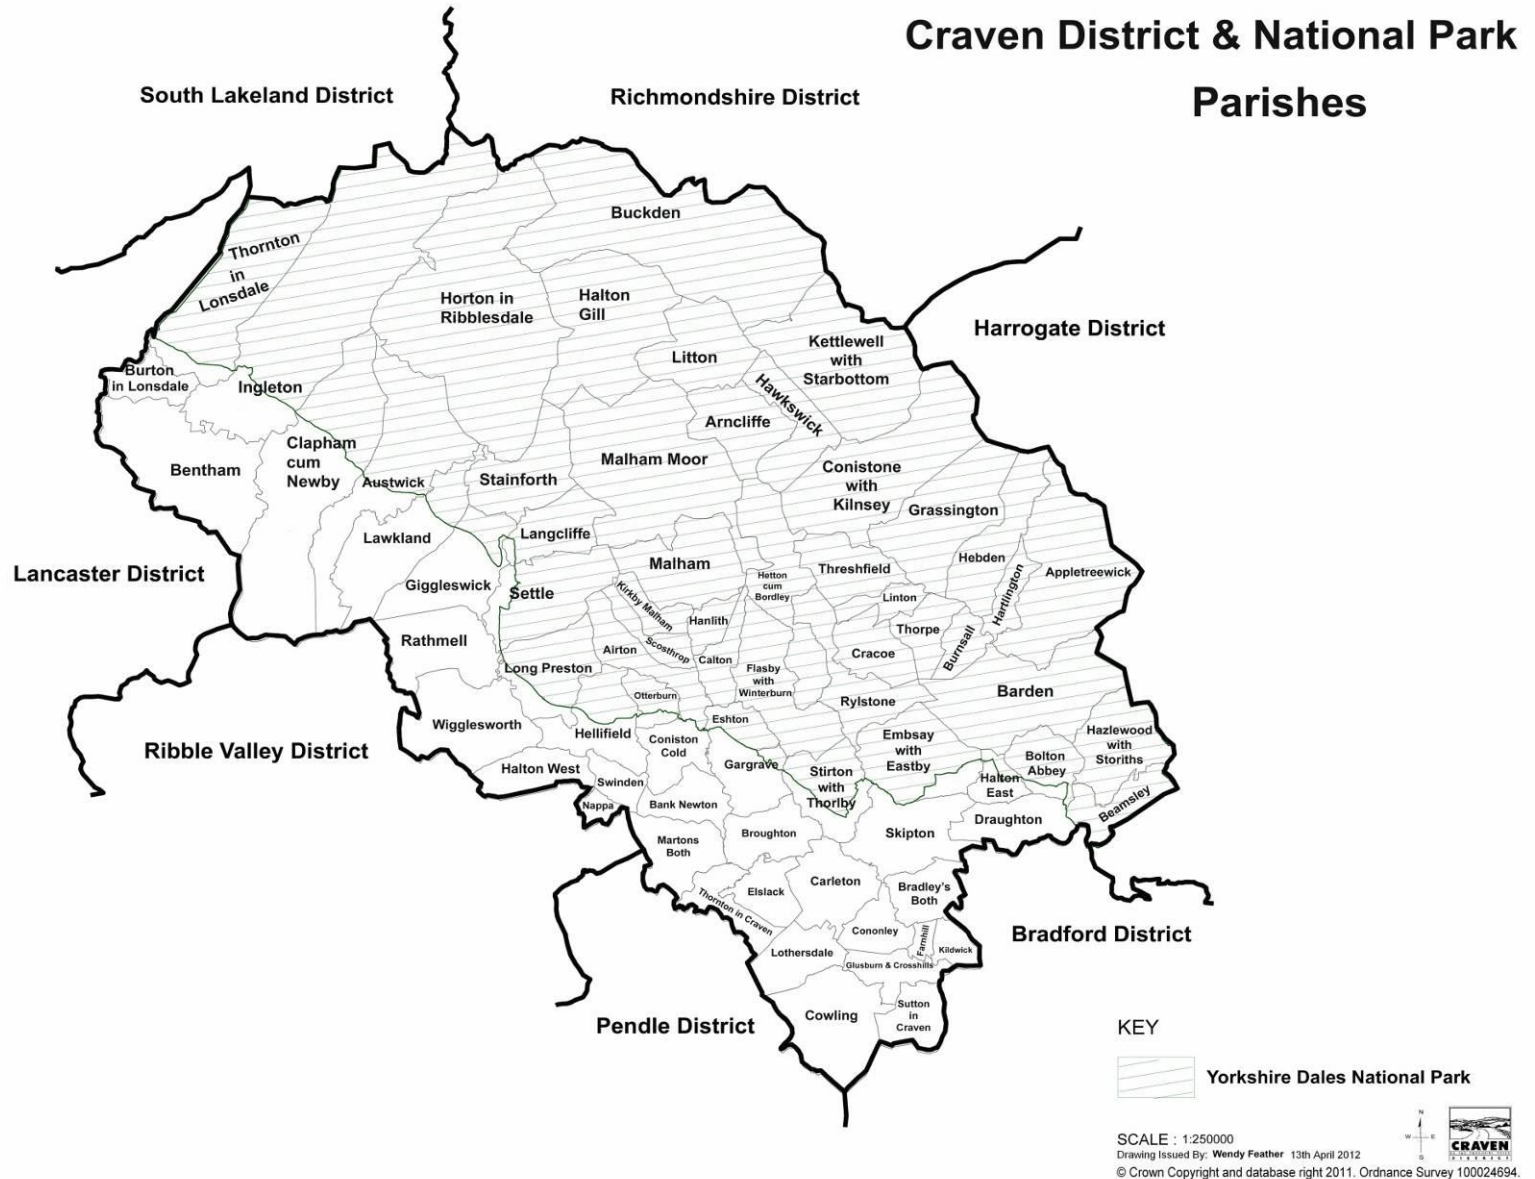 Craven District & National Park
Parishes
South Lakeland District
Richmondshire District
Harrogate District
Lancaster District
Ribble Valley District
Pendle District
Bradford District
Buckden
Thornton
in
Lonsdale
Horton in
Ribblesdale
Halton
Gill
Litton
Kettlewell
with
Starbottom
Hawkswick
Burton
in Lonsdale
Ingleton
Arncliffe
Clapham
cum
Newby
Bentham
Austwick
Stainforth
Malham Moor
Conistone
with
Kilnsey
Grassington
Lawkland
Langcliffe
Malham
Hetton
cum
Bordley
Threshfield
Hebden
Hartlington
Appletreewick
Giggleswick
Settle
Kirkby Malham
Hanlith
Linton
Thorpe
Burnsall
Rathmell
Airton
Scosthrop
Calton
Cracoe
Long Preston
Flasby
with
Winterburn
Otterburn
Rylstone
Barden
Wigglesworth
Hellifield
Eshton
Coniston
Cold
Embsay
with
Eastby
Hazlewood
with
Storiths
Bolton
Abbey
Halton West
Swinden
Gargrave
Stirton
with
Thorlby
Halton
East
Beamsley
Nappa
Bank Newton
Draughton
Martons
Both
Broughton
Skipton
Thornton in Craven
Elslack
Carleton
Bradley's
Both
Cononley
Farnhill
Kildwick
Lothersdale
Glusburn & Crosshills
Cowling
Sutton
in
Craven
KEY
Yorkshire Dales National Park
SCALE : 1:250000
Drawing Issued By: Wendy Feather 13th April 2012
© Crown Copyright and database right 2011. Ordnance Survey 100024694.
N
W E
S
CRAVEN
DISTRICT